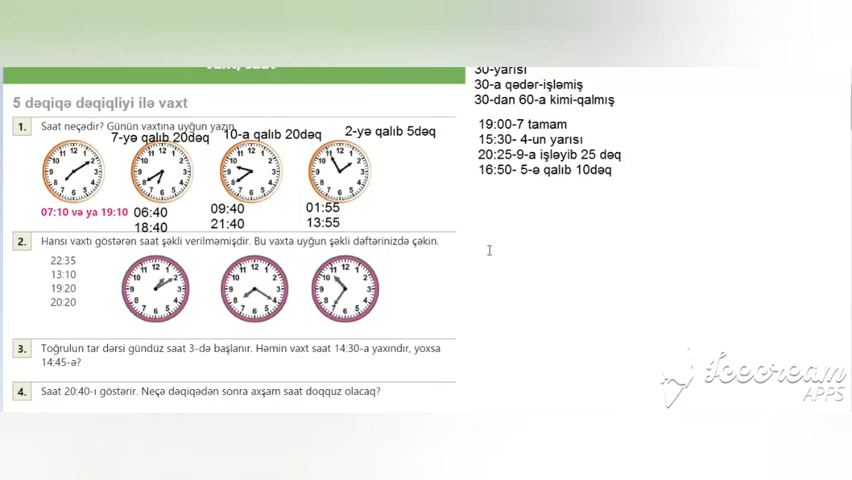 vaxt, saat
5 dəqiqə dəqiqliyi ilə vaxt
1. Saat neçədir? Günün vaxtına uyğun yazın.
7-yə qalıb 20dəq
10-a qalıb 20dəq
2-yə qalıb 5dəq
07:10 və ya 19:10
06:40
18:40
09:40
21:40
01:55
13:55
2. Hansı vaxtı göstərən saat şəkli verilməmişdir. Bu vaxta uyğun şəkli dəftərinizdə çəkin.
22:35
13:10
19:20
20:20
3. Toğrulun tar dərsi gündüz saat 3-də başlanır. Həmin vaxt saat 14:30-a yaxındır, yoxsa
14:45-ə?
4. Saat 20:40-ı göstərir. Neçə dəqiqədən sonra axşam saat doqquz olacaq?
30-yarısı
30-a qədər-işləmiş
30-dan 60-a kimi-qalmış
19:00-7 tamam
15:30- 4-un yarısı
20:25-9-a işləyib 25 dəq
16:50- 5-ə qalıb 10dəq
Icecream
APPS